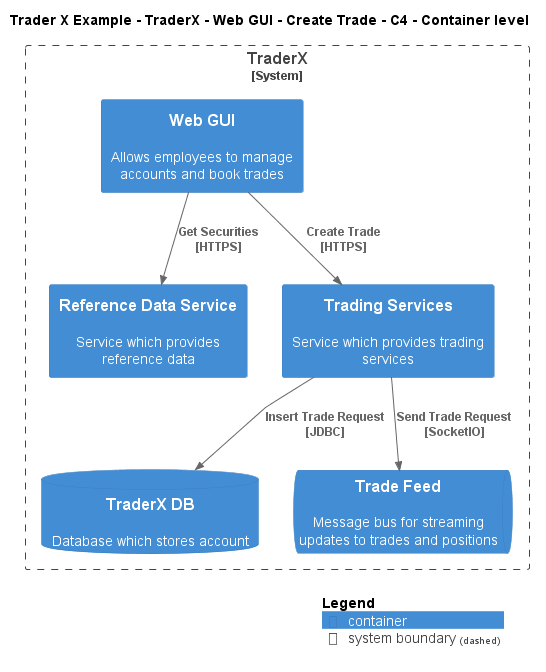 Trader X Example - TraderX - Web GUI - Create Trade - C4 - Container level
TraderX
[System]
Web GUI
Allows employees to manage
accounts and book trades
Get Securities
[HTTPS]
Create Trade
[HTTPS]
Reference Data Service
Service which provides
reference data
Trading Services
Service which provides trading
services
Insert Trade Request
[JDBC]
Send Trade Request
[SocketIO]
TraderX DB
Database which stores account
Trade Feed
Message bus for streaming
updates to trades and positions
Legend
container
system boundary (dashed)